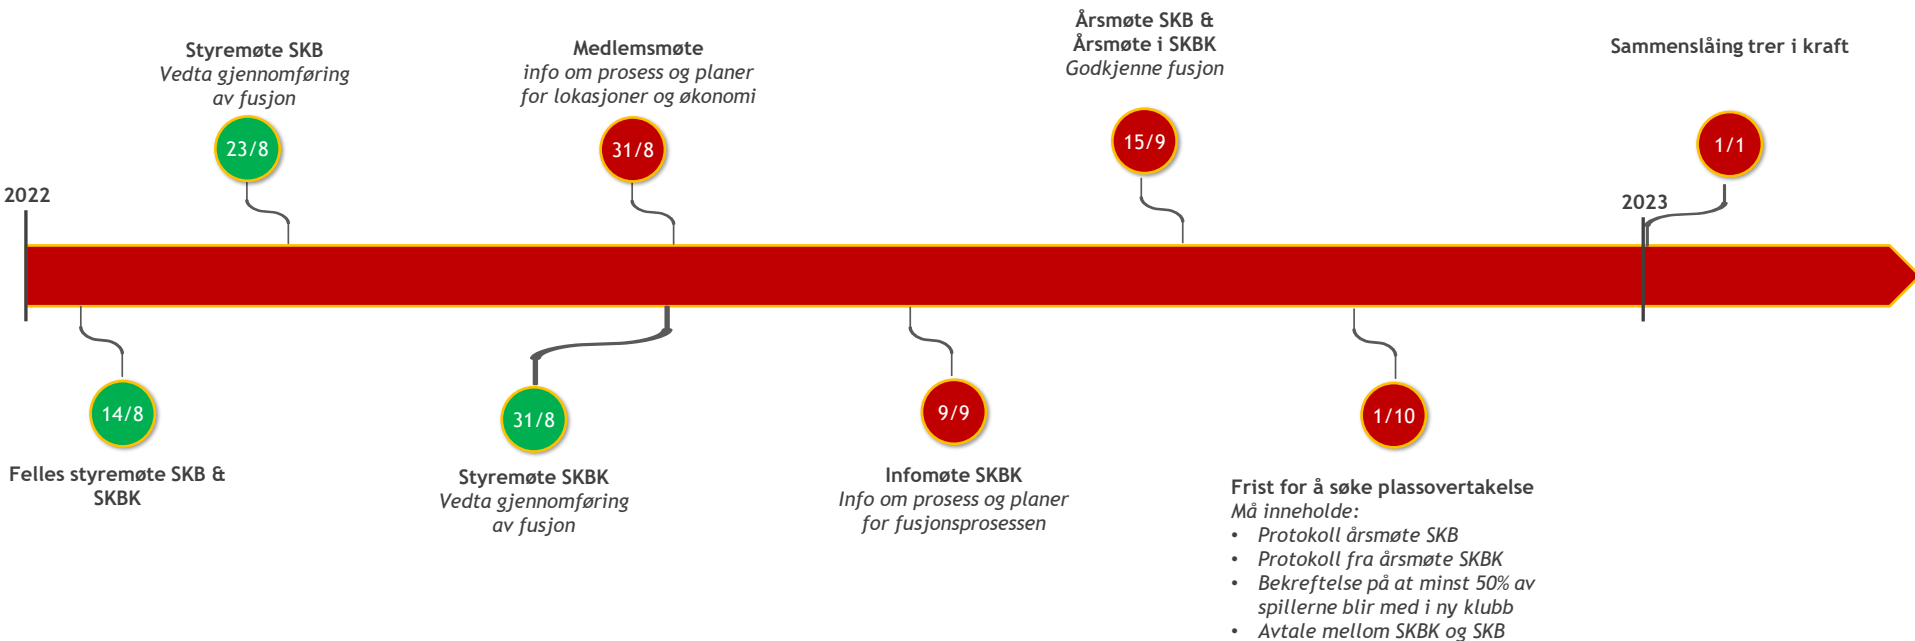 Styremøte SKB
Vedta gjennomføring
av fusjon
23/8
Medlemsmøte
info om prosess og planer
for lokasjoner og økonomi
31/8
Årsmøte SKB &
Årsmøte i SKBK
Godkjenne fusjon
15/9
Sammenslåing trer i kraft
1/1
2022
2023
14/8
Felles styremøte SKB &
SKBK
31/8
Styremøte SKBK
Vedta gjennomføring
av fusjon
9/9
Infomøte SKBK
Info om prosess og planer
for fusjonsprosessen
1/10
Frist for å søke plassovertakelse
Må inneholde:
• Protokoll årsmøte SKB
• Protokoll fra årsmøte SKBK
• Bekreftelse på at minst 50% av
spillerne blir med i ny klubb
• Avtale mellom SKBK og SKB